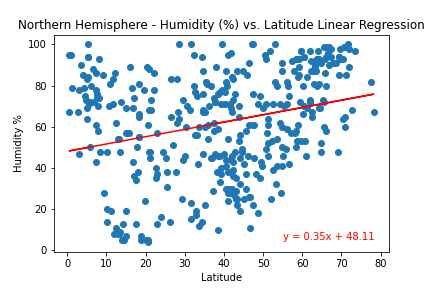 Northern Hemisphere - Humidity (%) vs. Latitude Linear Regression
100
80
60
40
20
0
Humidity %
y = 0.35x + 48.11
0 10 20 30 40 50 60 70 80
Latitude